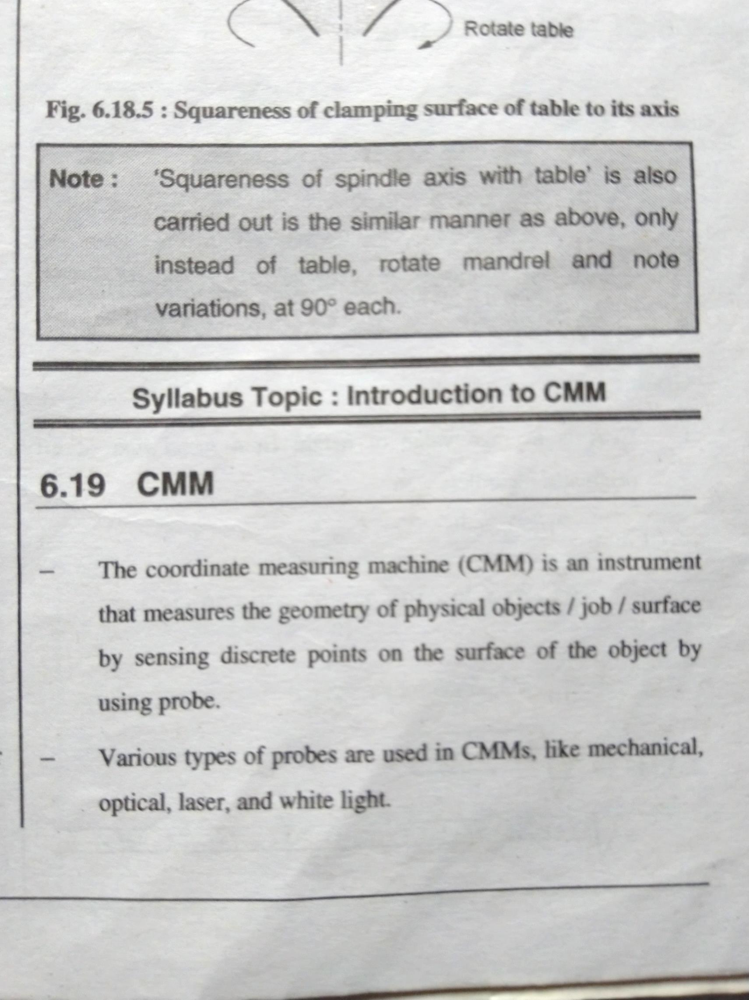 Rotate table
Fig. 6.18.5 : Squareness of clamping surface of table to its axis
Note : 'Squareness of spindle axis with table' is also
carried out is the similar manner as above, only
instead of table, rotate mandrel and note
variations, at 90° each.
Syllabus Topic : Introduction to CMM
6.19 CMM
– The coordinate measuring machine (CMM) is an instrument
that measures the geometry of physical objects / job / surface
by sensing discrete points on the surface of the object by
using probe.
– Various types of probes are used in CMMs, like mechanical,
optical, laser, and white light.